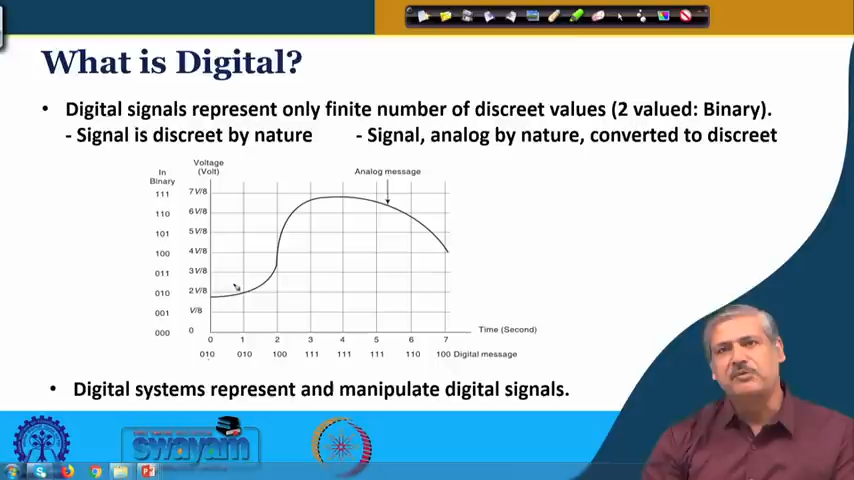 What is Digital?
• Digital signals represent only finite number of discreet values (2 valued: Binary).
- Signal is discreet by nature - Signal, analog by nature, converted to discreet
In Binary
Voltage (Volt)
Analog message
111 7V/8
110 6V/8
101 5V/8
100 4V/8
011 3V/8
010 2V/8
001 V/8
000 0
0 1 2 3 4 5 6 7 Time (Second)
010 010 100 111 111 111 110 100 Digital message
• Digital systems represent and manipulate digital signals.
swayam